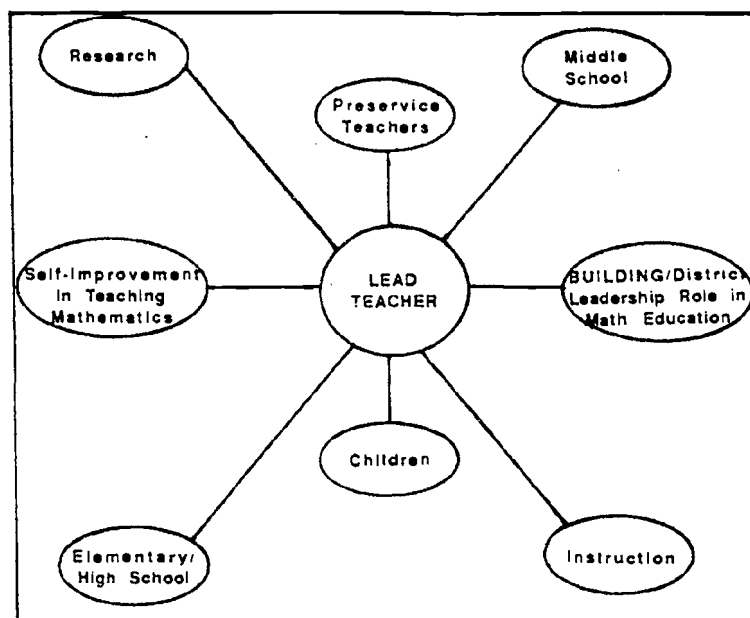 Research
Middle
School
Preservice
Teachers
Self-Improvement
in Teaching
Mathematics
LEAD
TEACHER
BUILDING/District
Leadership Role in
Math Education
Children
Elementary/
High School
Instruction